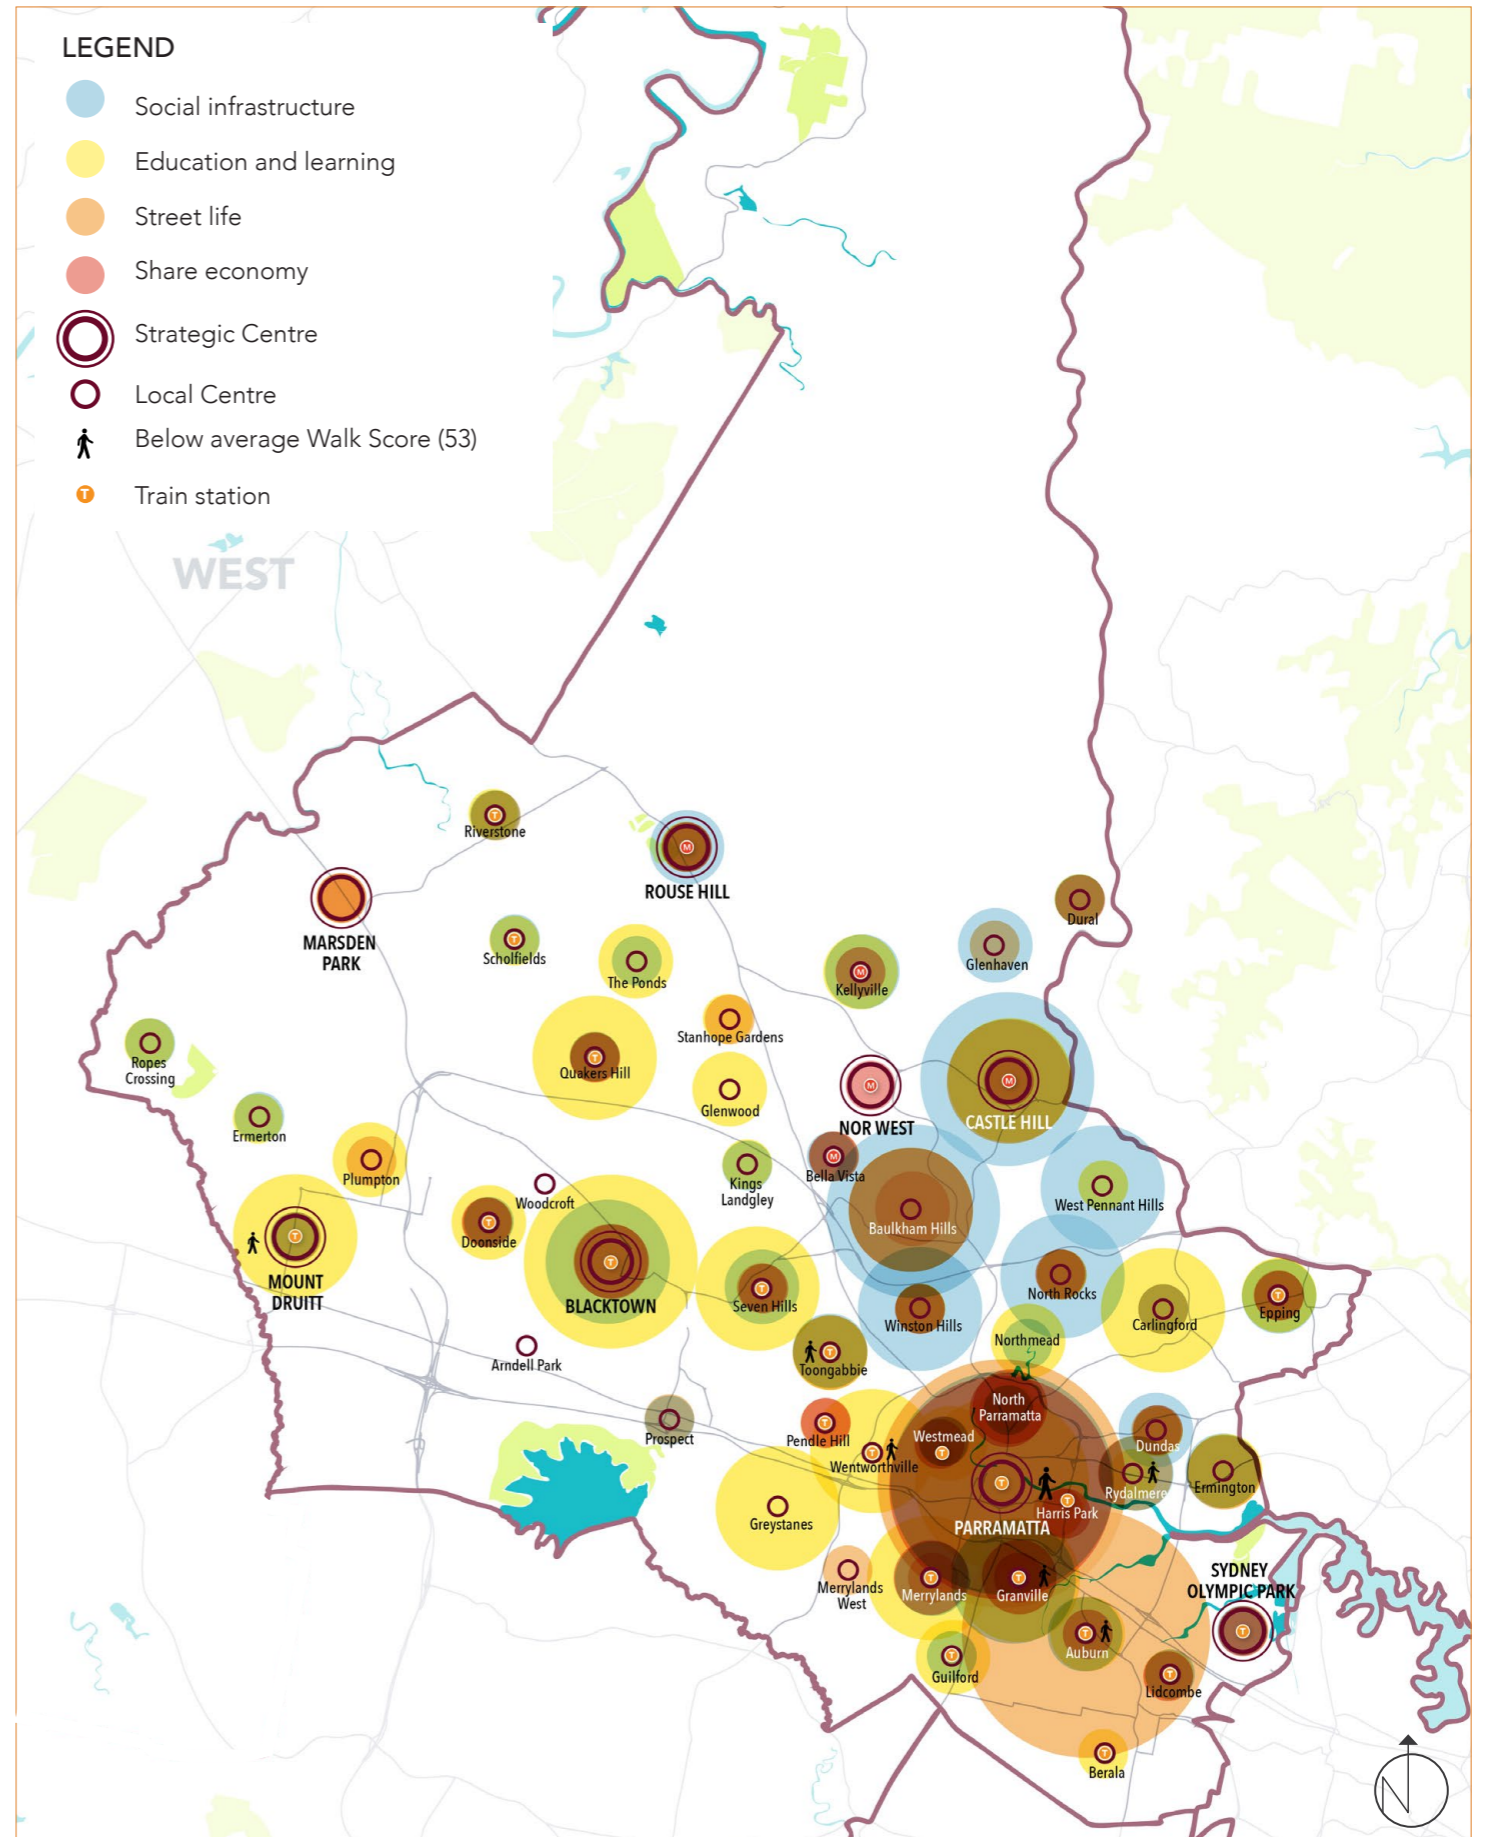 LEGEND
Social infrastructure
Education and learning
Street life
Share economy
Strategic Centre
Local Centre
Below average Walk Score (53)
T
Train station
WEST
T
Riverstone
M
ROUSE HILL
MARSDEN
PARK
Dural
T
Scholfields
The Ponds
M
Kellyville
Glenhaven
Stanhope Gardens
Ropes
Crossing
T
Quakers Hill
Glenwood
M
NOR WEST
M
CASTLE HILL
Ermerton
Plumpton
Kings
Landgley
M
Bella Vista
West Pennant Hills
Woodcroft
T
Doonside
Baulkham Hills
T
MOUNT
DRUITT
T
BLACKTOWN
T
Seven Hills
North Rocks
Winston Hills
Carlingford
T
Epping
Northmead
Arndell Park
T
Toongabbie
North
Parramatta
Prospect
T
Pendle Hill
Westmead
T
Dundas
T
Wentworthville
Rydalmere
Ermington
T
PARRAMATTA
T
Harris Park
Greystanes
Merrylands
West
T
Merrylands
T
Granville
SYDNEY
OLYMPIC PARK
T
T
Auburn
T
Guilford
T
Lidcombe
T
Berala
N